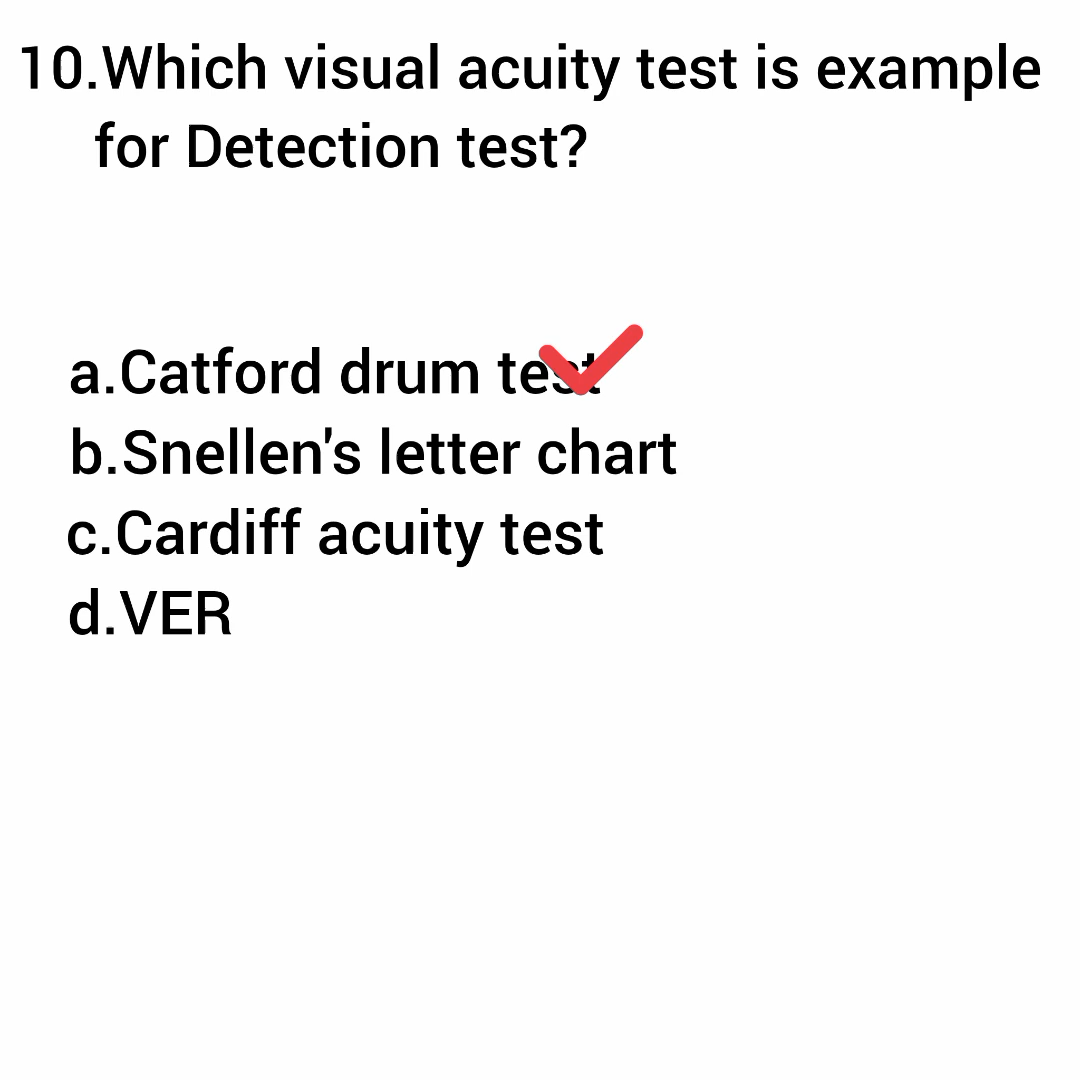 10.Which visual acuity test is example
for Detection test?
a.Catford drum test
b.Snellen's letter chart
c.Cardiff acuity test
d.VER